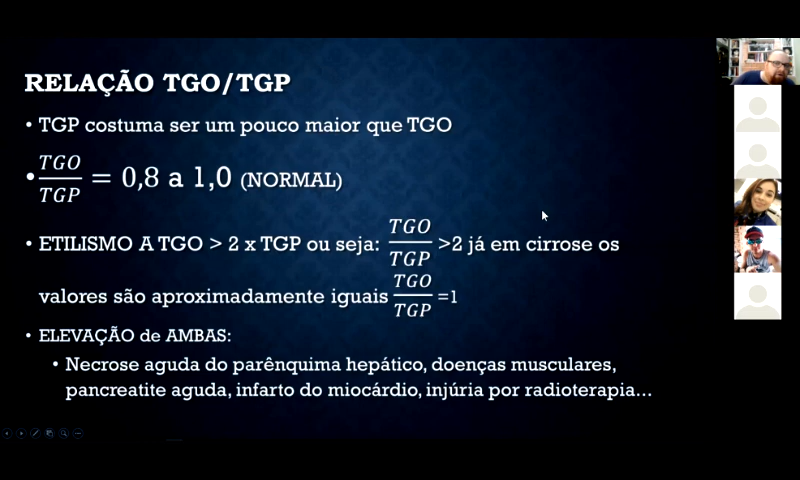 RELAÇÃO TGO/TGP
• TGP costuma ser um pouco maior que TGO
• TGO/TGP = 0,8 a 1,0 (NORMAL)
• ETILISMO A TGO > 2 x TGP ou seja: TGO/TGP >2 já em cirrose os
valores são aproximadamente iguais TGO/TGP =1
• ELEVAÇÃO de AMBAS:
• Necrose aguda do parênquima hepático, doenças musculares,
pancreatite aguda, infarto do miocárdio, injúria por radioterapia...